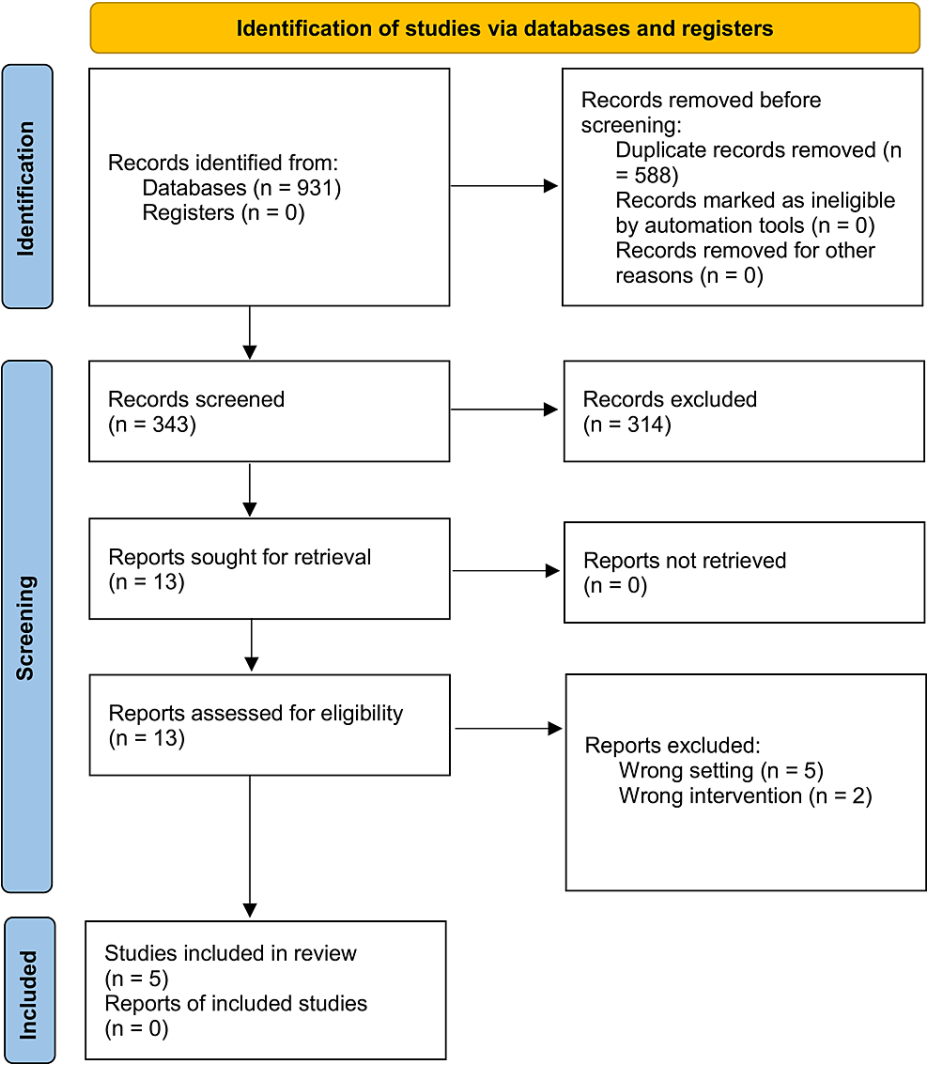 Identification of studies via databases and registers
Identification
Records identified from:
Databases (n = 931)
Registers (n = 0)
Records removed before
screening:
Duplicate records removed (n
= 588)
Records marked as ineligible
by automation tools (n = 0)
Records removed for other
reasons (n = 0)
Screening
Records screened
(n = 343)
Records excluded
(n = 314)
Reports sought for retrieval
(n = 13)
Reports not retrieved
(n = 0)
Reports assessed for eligibility
(n = 13)
Reports excluded:
Wrong setting (n = 5)
Wrong intervention (n = 2)
Included
Studies included in review
(n = 5)
Reports of included studies
(n = 0)